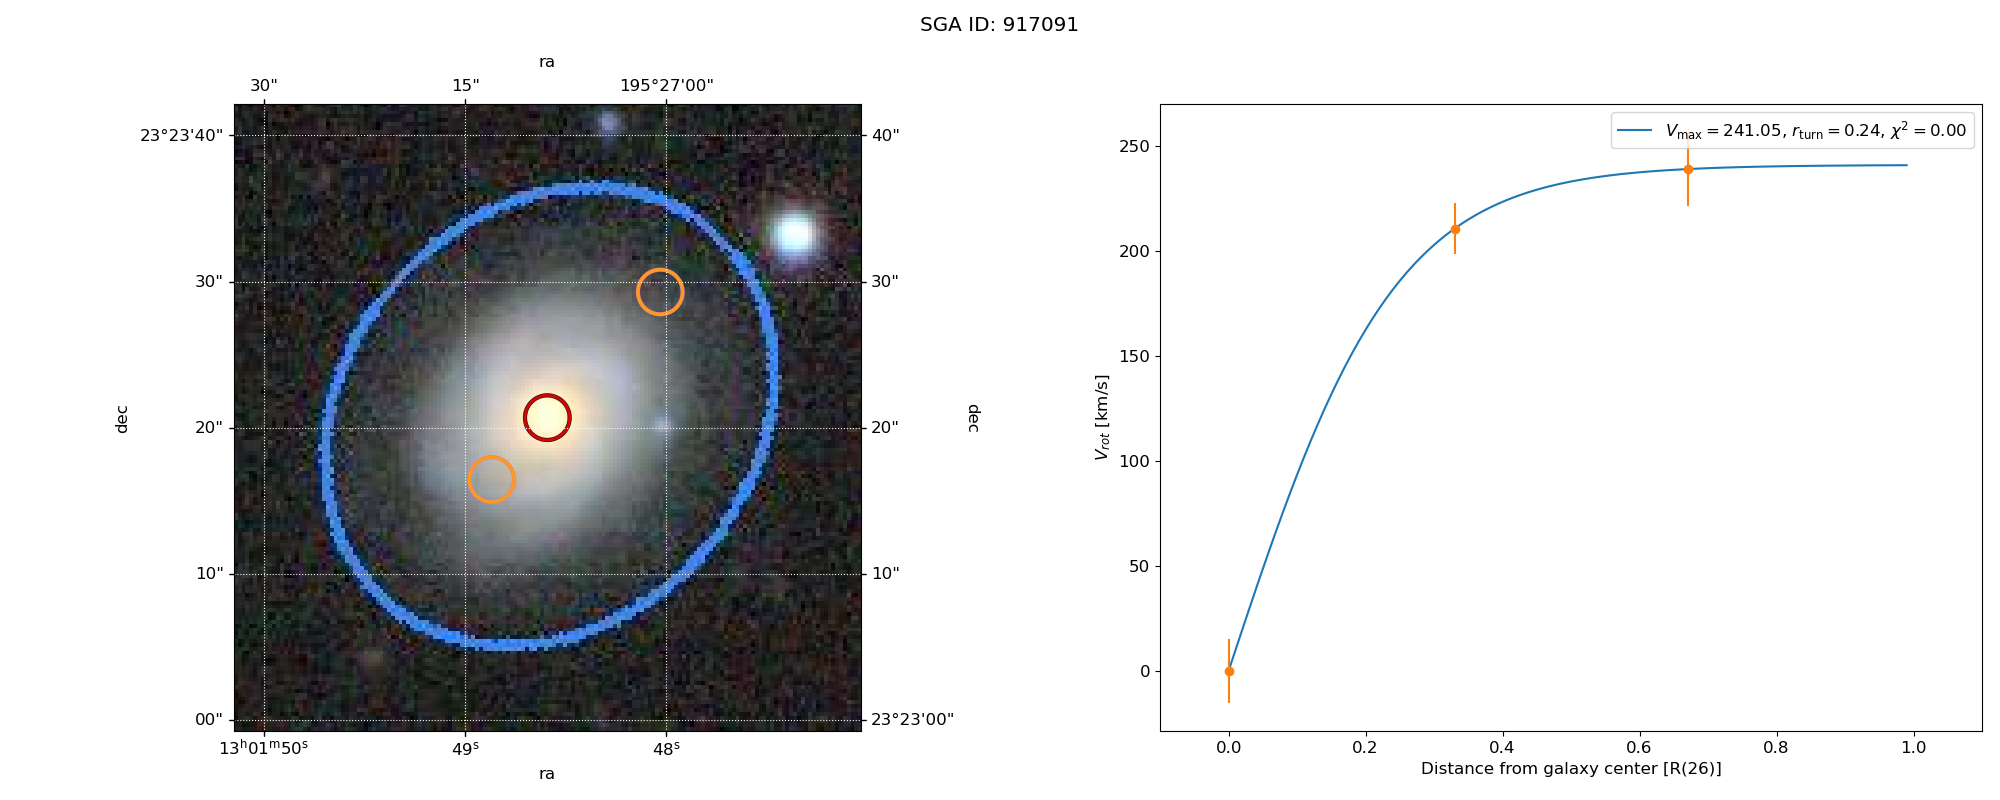 SGA ID: 917091
ra
30" 15" 195°27'00"
23°23'40" 40"
30" 30"
20" 20"
10" 10"
00" 23°23'00"
dec
dec
13ʰ01ᵐ50ˢ 49ˢ 48ˢ
ra
V_max = 241.05, r_turn = 0.24, χ² = 0.00
250
200
150
100
50
0
V_rot [km/s]
0.0 0.2 0.4 0.6 0.8 1.0
Distance from galaxy center [R(26)]